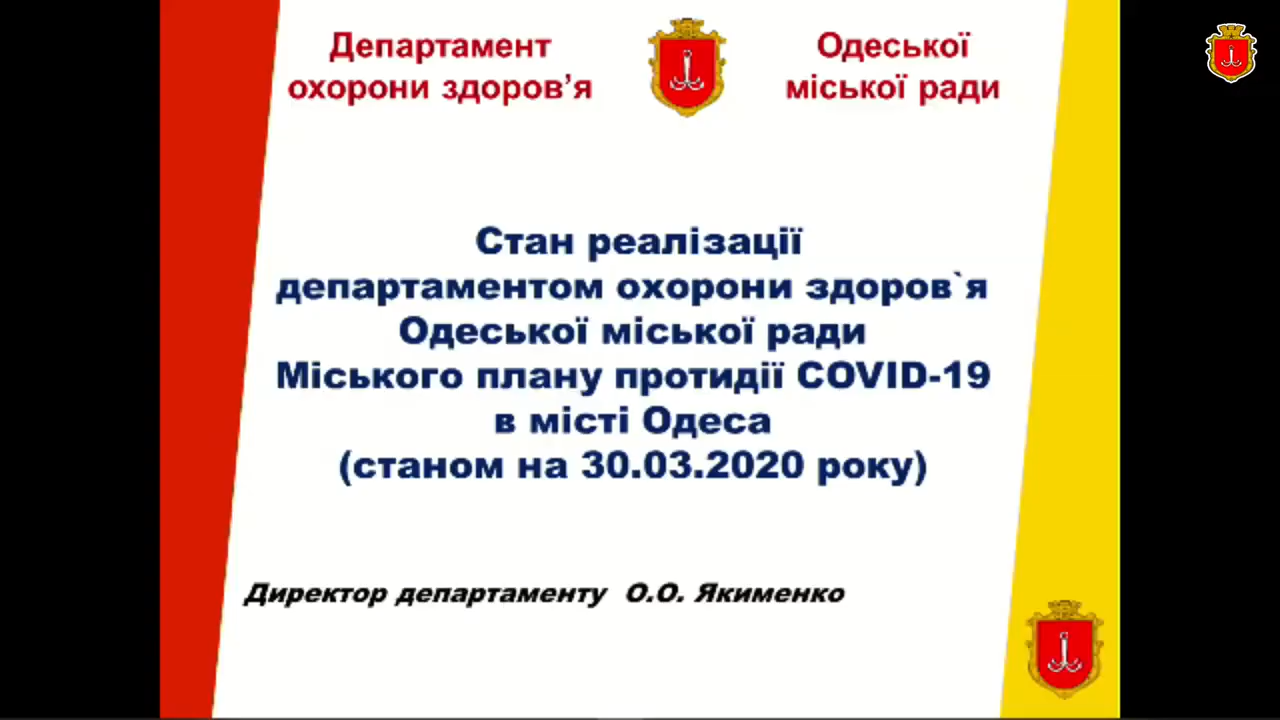 Департамент
охорони здоров’я
Одеської
міської ради
Стан реалізації
департаментом охорони здоров`я
Одеської міської ради
Міського плану протидії COVID-19
в місті Одеса
(станом на 30.03.2020 року)
Директор департаменту О.О. Якименко